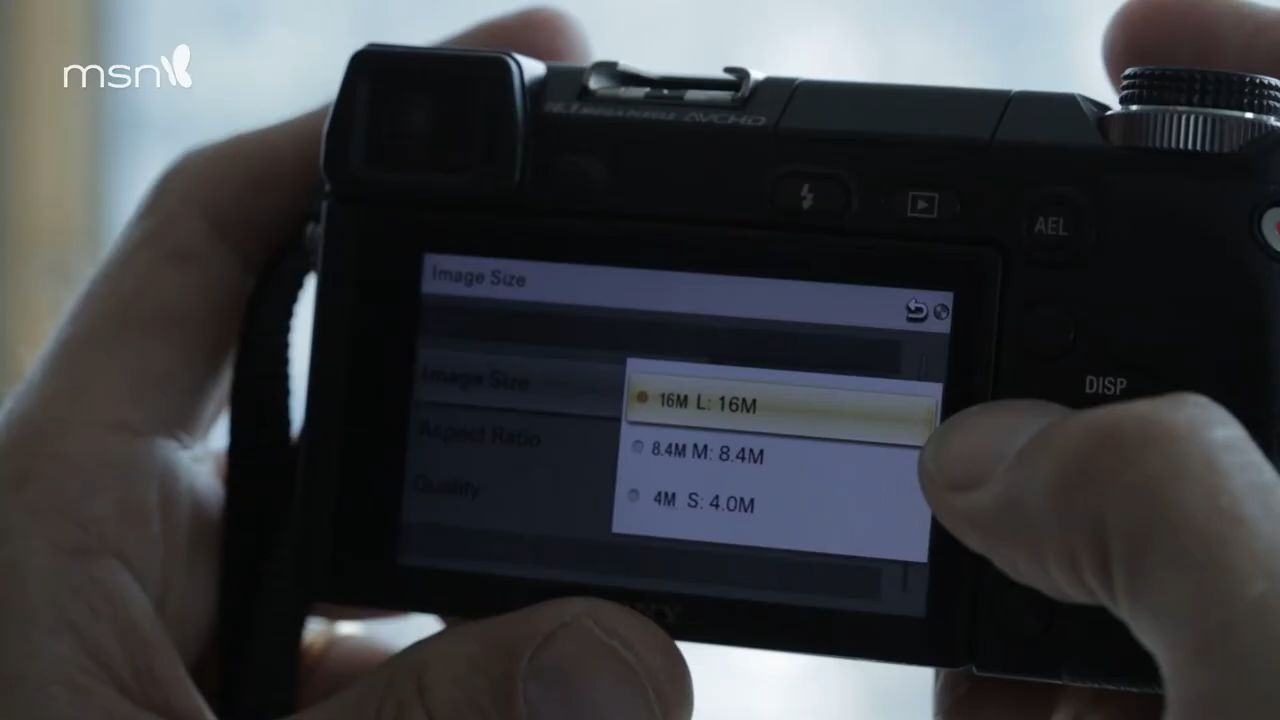 msn
AVCHD
AEL
Image Size
DISP
Image Size
16M L: 16M
Aspect Ratio
8.4M M: 8.4M
Quality
4M S: 4.0M